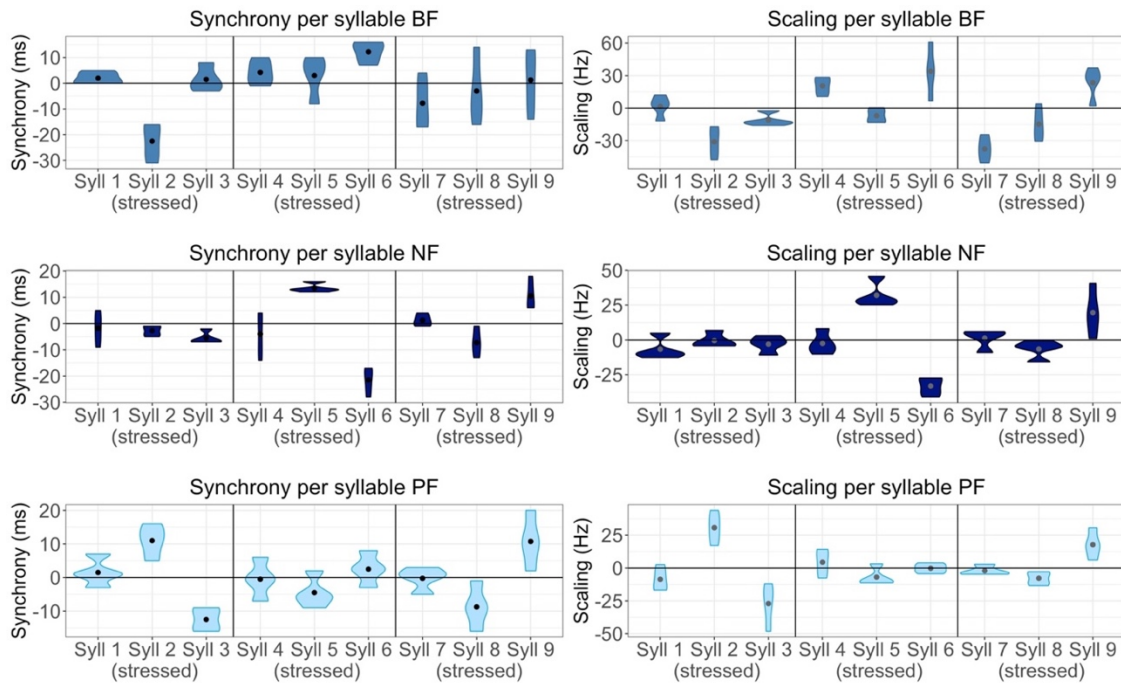 Synchrony per syllable BF
Synchrony (ms)
10
0
-10
-20
-30
Syll 1 Syll 2 Syll 3 Syll 4 Syll 5 Syll 6 Syll 7 Syll 8 Syll 9
(stressed) (stressed) (stressed)
Scaling per syllable BF
Scaling (Hz)
60
30
0
-30
Syll 1 Syll 2 Syll 3 Syll 4 Syll 5 Syll 6 Syll 7 Syll 8 Syll 9
(stressed) (stressed) (stressed)
Synchrony per syllable NF
Synchrony (ms)
20
10
0
-10
-20
-30
Syll 1 Syll 2 Syll 3 Syll 4 Syll 5 Syll 6 Syll 7 Syll 8 Syll 9
(stressed) (stressed) (stressed)
Scaling per syllable NF
Scaling (Hz)
50
25
0
-25
Syll 1 Syll 2 Syll 3 Syll 4 Syll 5 Syll 6 Syll 7 Syll 8 Syll 9
(stressed) (stressed) (stressed)
Synchrony per syllable PF
Synchrony (ms)
20
10
0
-10
Syll 1 Syll 2 Syll 3 Syll 4 Syll 5 Syll 6 Syll 7 Syll 8 Syll 9
(stressed) (stressed) (stressed)
Scaling per syllable PF
Scaling (Hz)
25
0
-25
-50
Syll 1 Syll 2 Syll 3 Syll 4 Syll 5 Syll 6 Syll 7 Syll 8 Syll 9
(stressed) (stressed) (stressed)